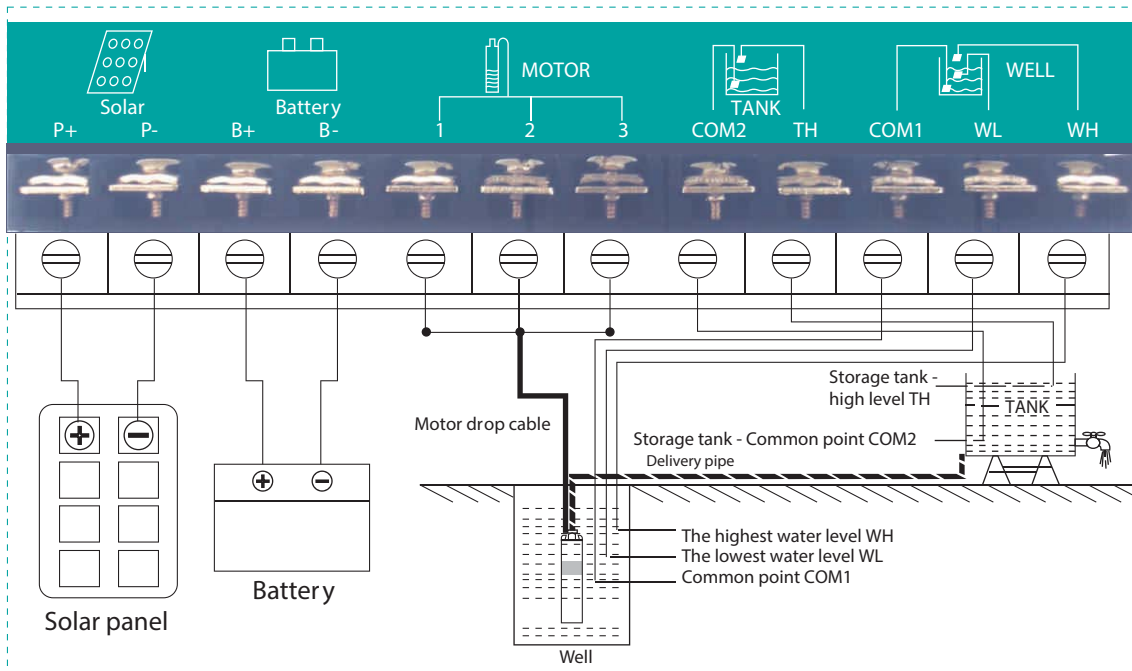 Solar
Battery
MOTOR
TANK
WELL
P+ P- B+ B- 1 2 3 COM2 TH COM1 WL WH
Storage tank -
high level TH
TANK
Motor drop cable
Storage tank - Common point COM2
Delivery pipe
The highest water level WH
The lowest water level WL
Common point COM1
Battery
Solar panel
Well